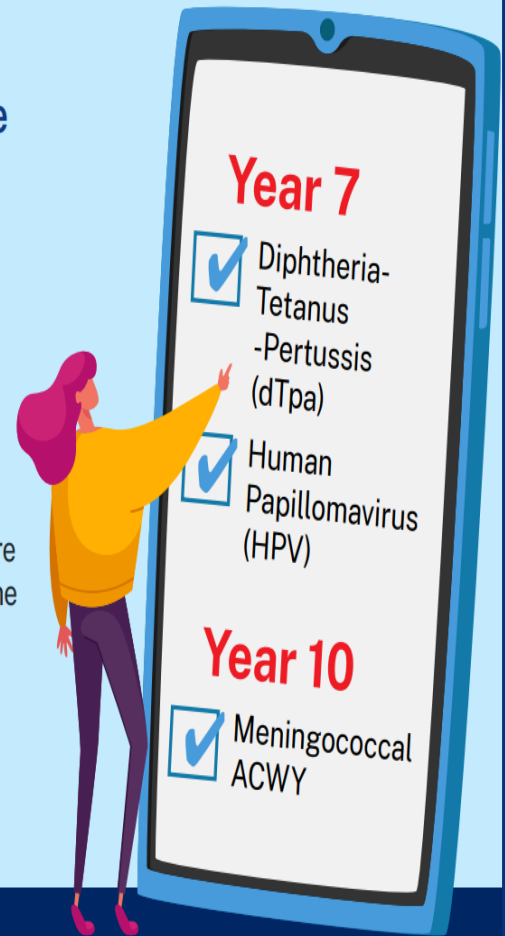 Year 7
Diphtheria-
Tetanus
-Pertussis
(dTpa)
Human
Papillomavirus
(HPV)
Year 10
Meningococcal
ACWY